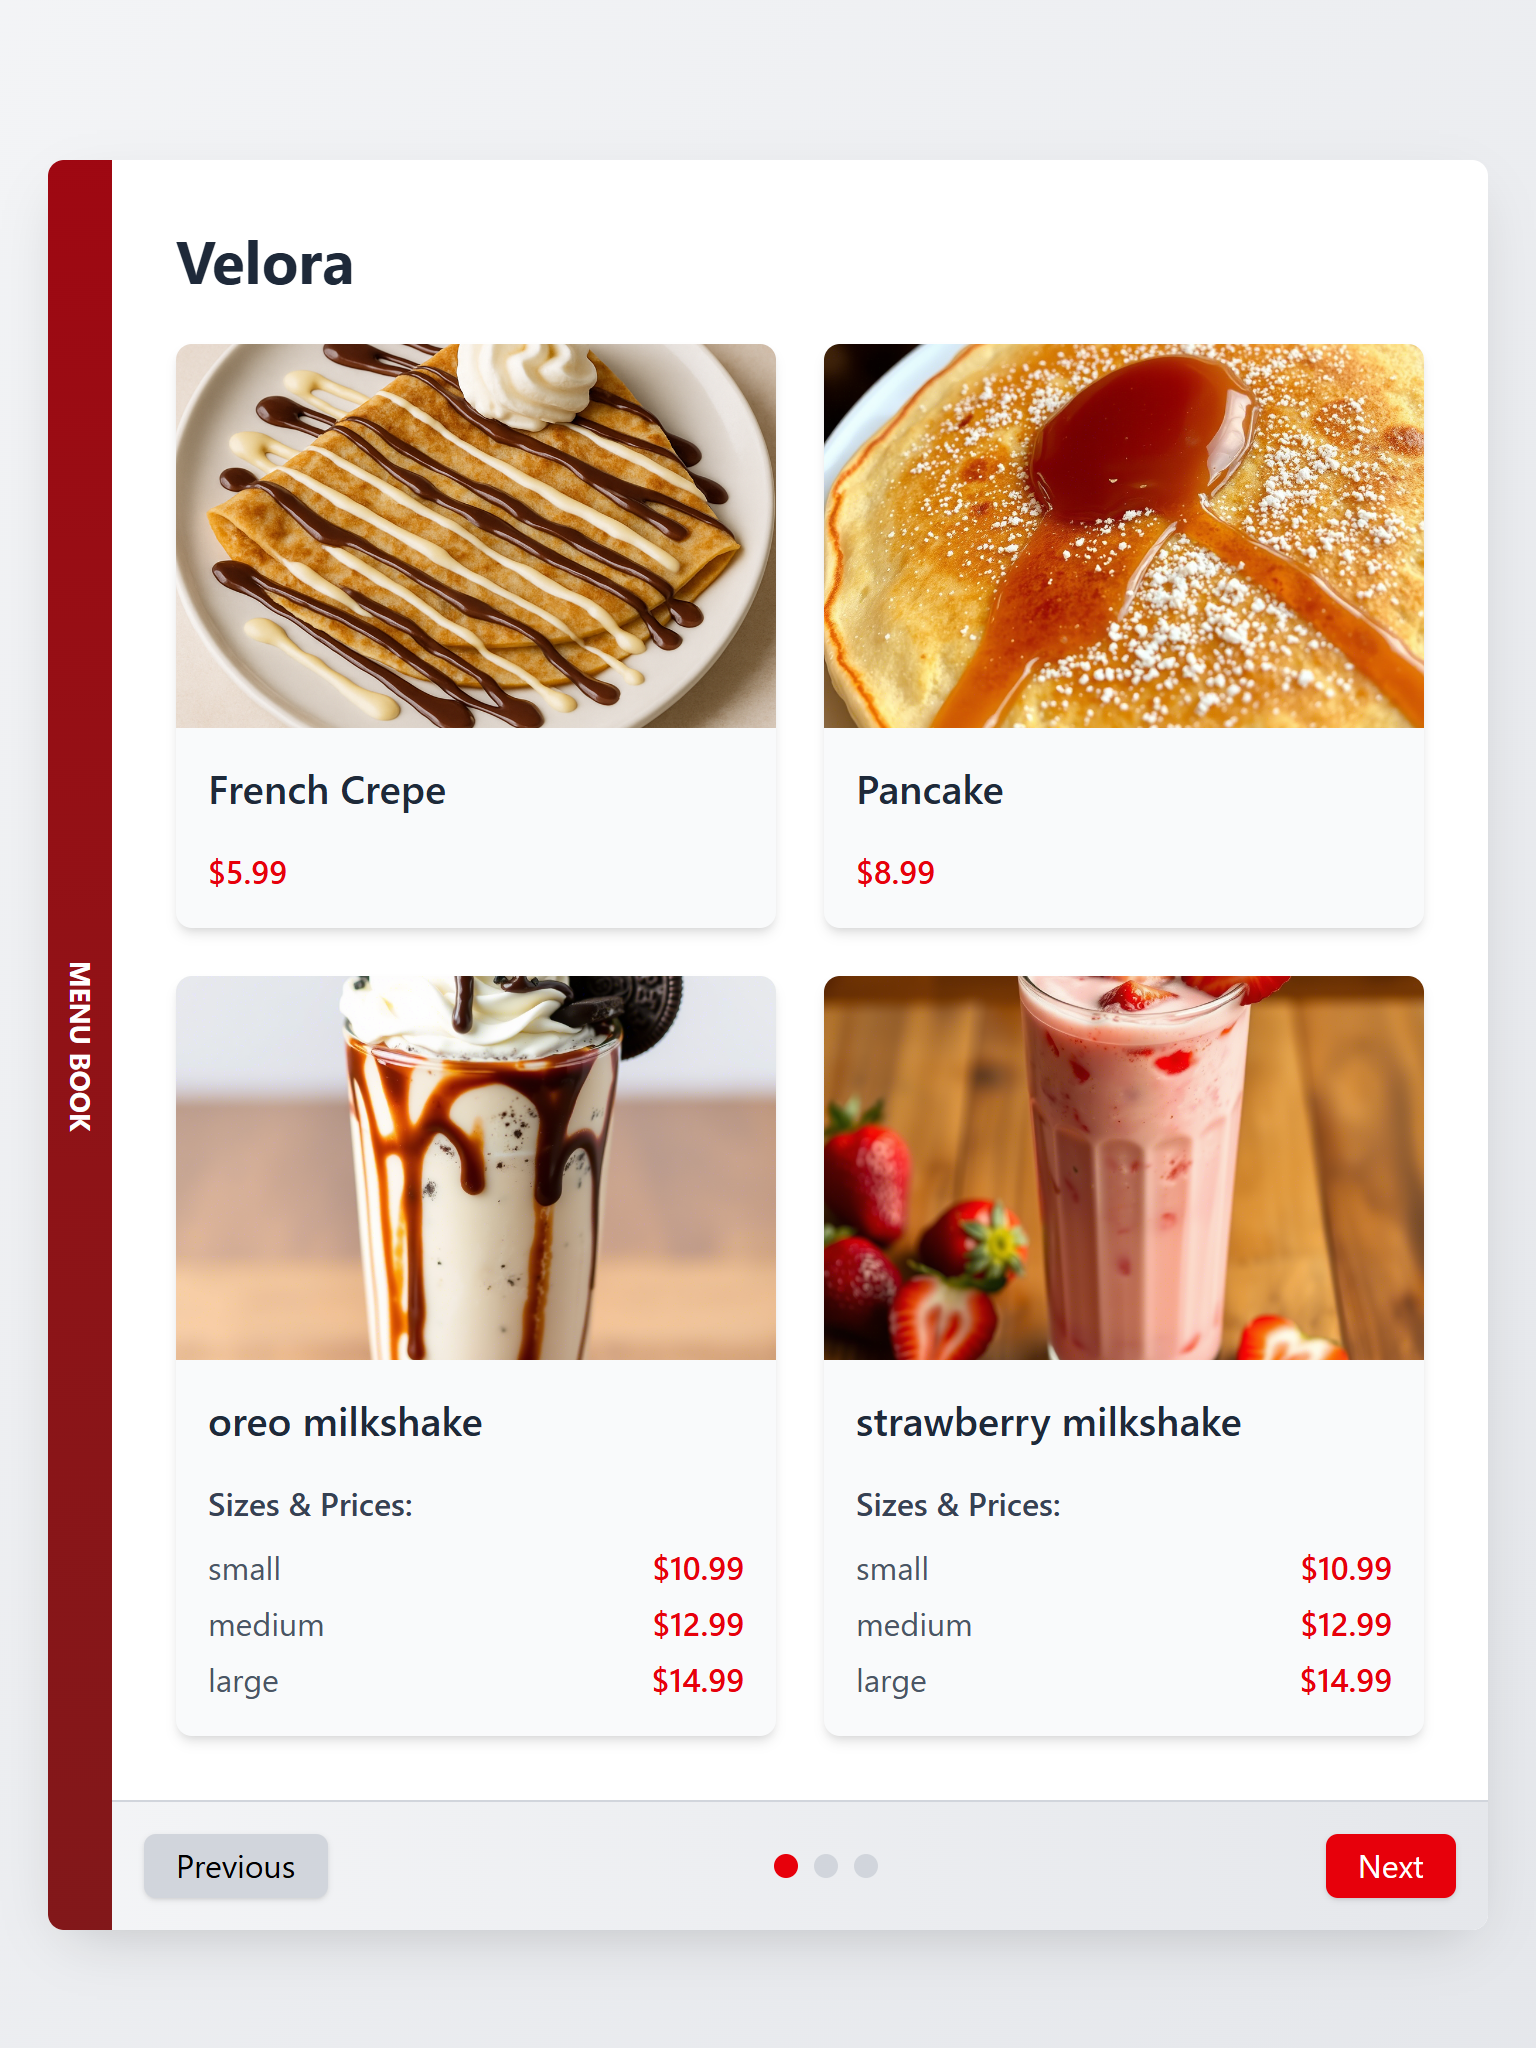 MENU BOOK
Velora
French Crepe
$5.99
Pancake
$8.99
oreo milkshake
Sizes & Prices:
small $10.99
medium $12.99
large $14.99
strawberry milkshake
Sizes & Prices:
small $10.99
medium $12.99
large $14.99
Previous
Next